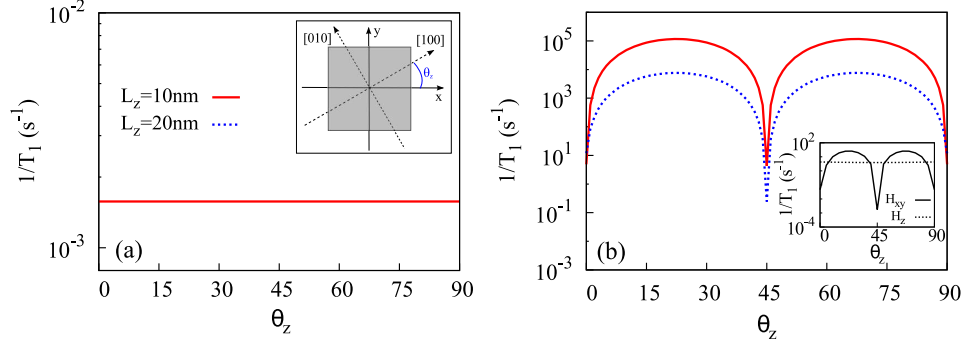 10^-2
L_z=10nm
L_z=20nm
[010]
y
[100]
θ_z
x
1/T_1 (s^-1)
10^-3
(a)
0 15 30 45 60 75 90
θ_z
10^5
10^3
10^1
10^-1
10^-3
1/T_1 (s^-1)
(b)
0 15 30 45 60 75 90
θ_z
10^2
10^-4
1/T_1 (s^-1)
H_xy
H_z
0 45 90
θ_z